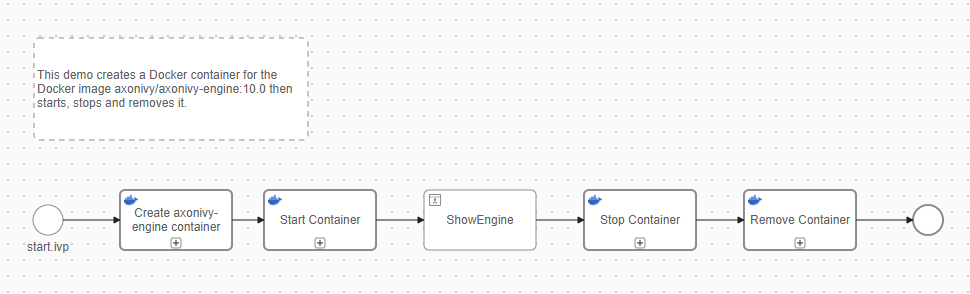 This demo creates a Docker container for the
Docker image axonivy/axonivy-engine:10.0 then
starts, stops and removes it.
start.ivp
Create axonivy-
engine container
Start Container
ShowEngine
Stop Container
Remove Container